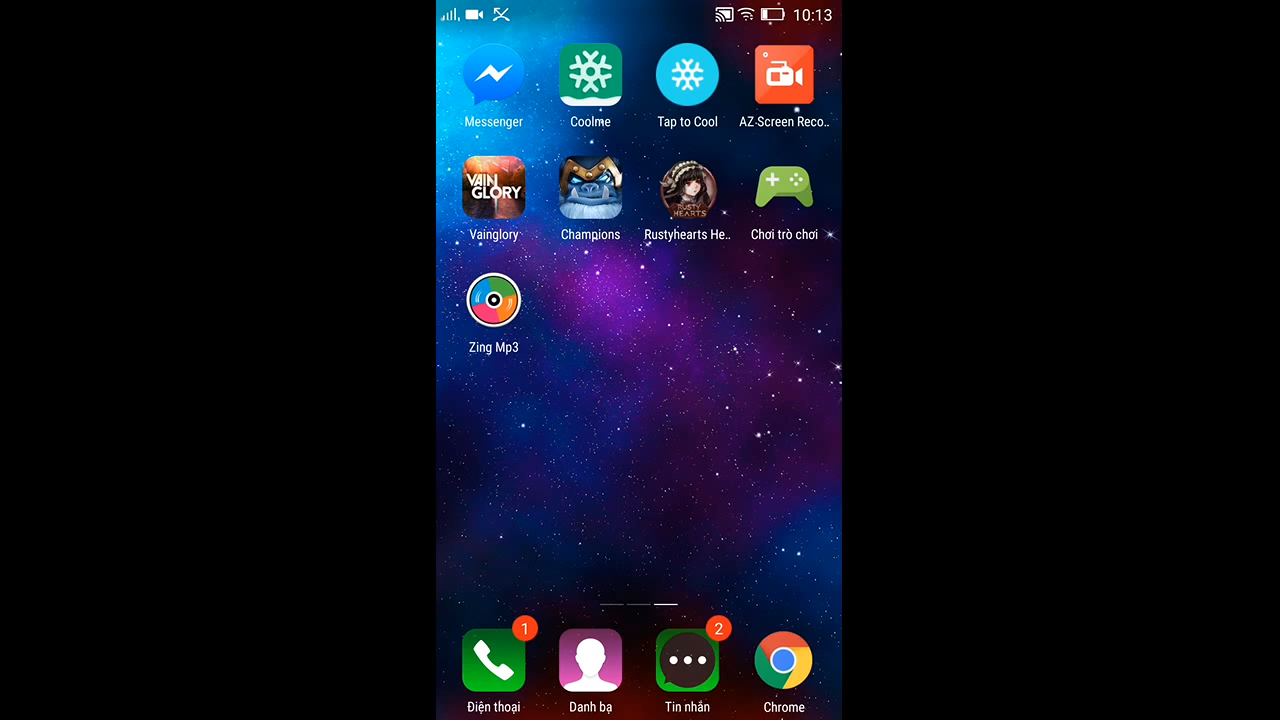 10:13
Messenger
Coolme
Tap to Cool
AZ Screen Reco..
VAIN
GLORY
RUSTY
HEARTS
Vainglory
Champions
Rustyhearts He..
Chơi trò chơi
Zing Mp3
1
2
Điện thoại
Danh bạ
Tin nhắn
Chrome